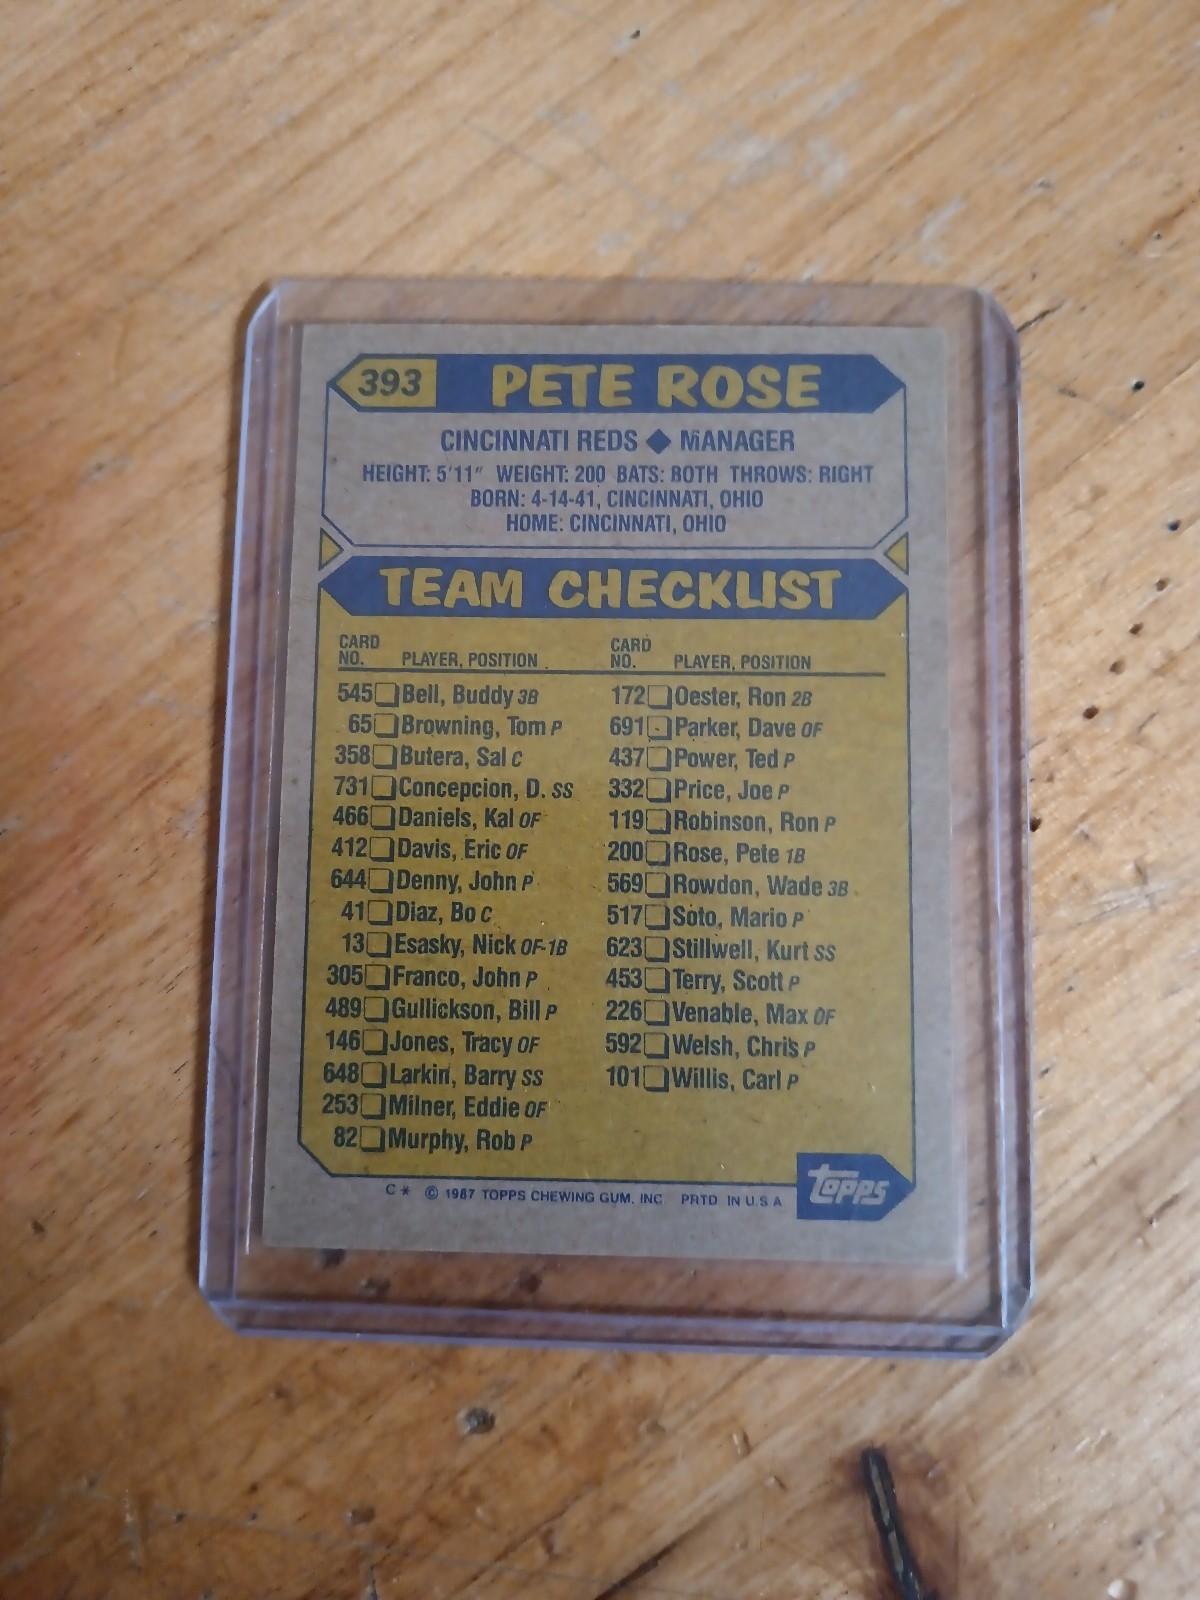 393 PETE ROSE
CINCINNATI REDS ◆ MANAGER
HEIGHT: 5'11" WEIGHT: 200 BATS: BOTH THROWS: RIGHT
BORN: 4-14-41, CINCINNATI, OHIO
HOME: CINCINNATI, OHIO
TEAM CHECKLIST
CARD NO. PLAYER, POSITION
545 Bell, Buddy 3B
65 Browning, Tom P
358 Butera, Sal C
731 Concepcion, D. SS
466 Daniels, Kal OF
412 Davis, Eric OF
644 Denny, John P
41 Diaz, Bo C
13 Esasky, Nick OF-1B
305 Franco, John P
489 Gullickson, Bill P
146 Jones, Tracy OF
648 Larkin, Barry SS
253 Milner, Eddie OF
82 Murphy, Rob P
CARD NO. PLAYER, POSITION
172 Oester, Ron 2B
691 Parker, Dave OF
437 Power, Ted P
332 Price, Joe P
119 Robinson, Ron P
200 Rose, Pete 1B
569 Rowdon, Wade 3B
517 Soto, Mario P
623 Stillwell, Kurt SS
453 Terry, Scott P
226 Venable, Max OF
592 Welsh, Chris P
101 Willis, Carl P
C* © 1987 TOPPS CHEWING GUM, INC. PRTD. IN U.S.A.
topps